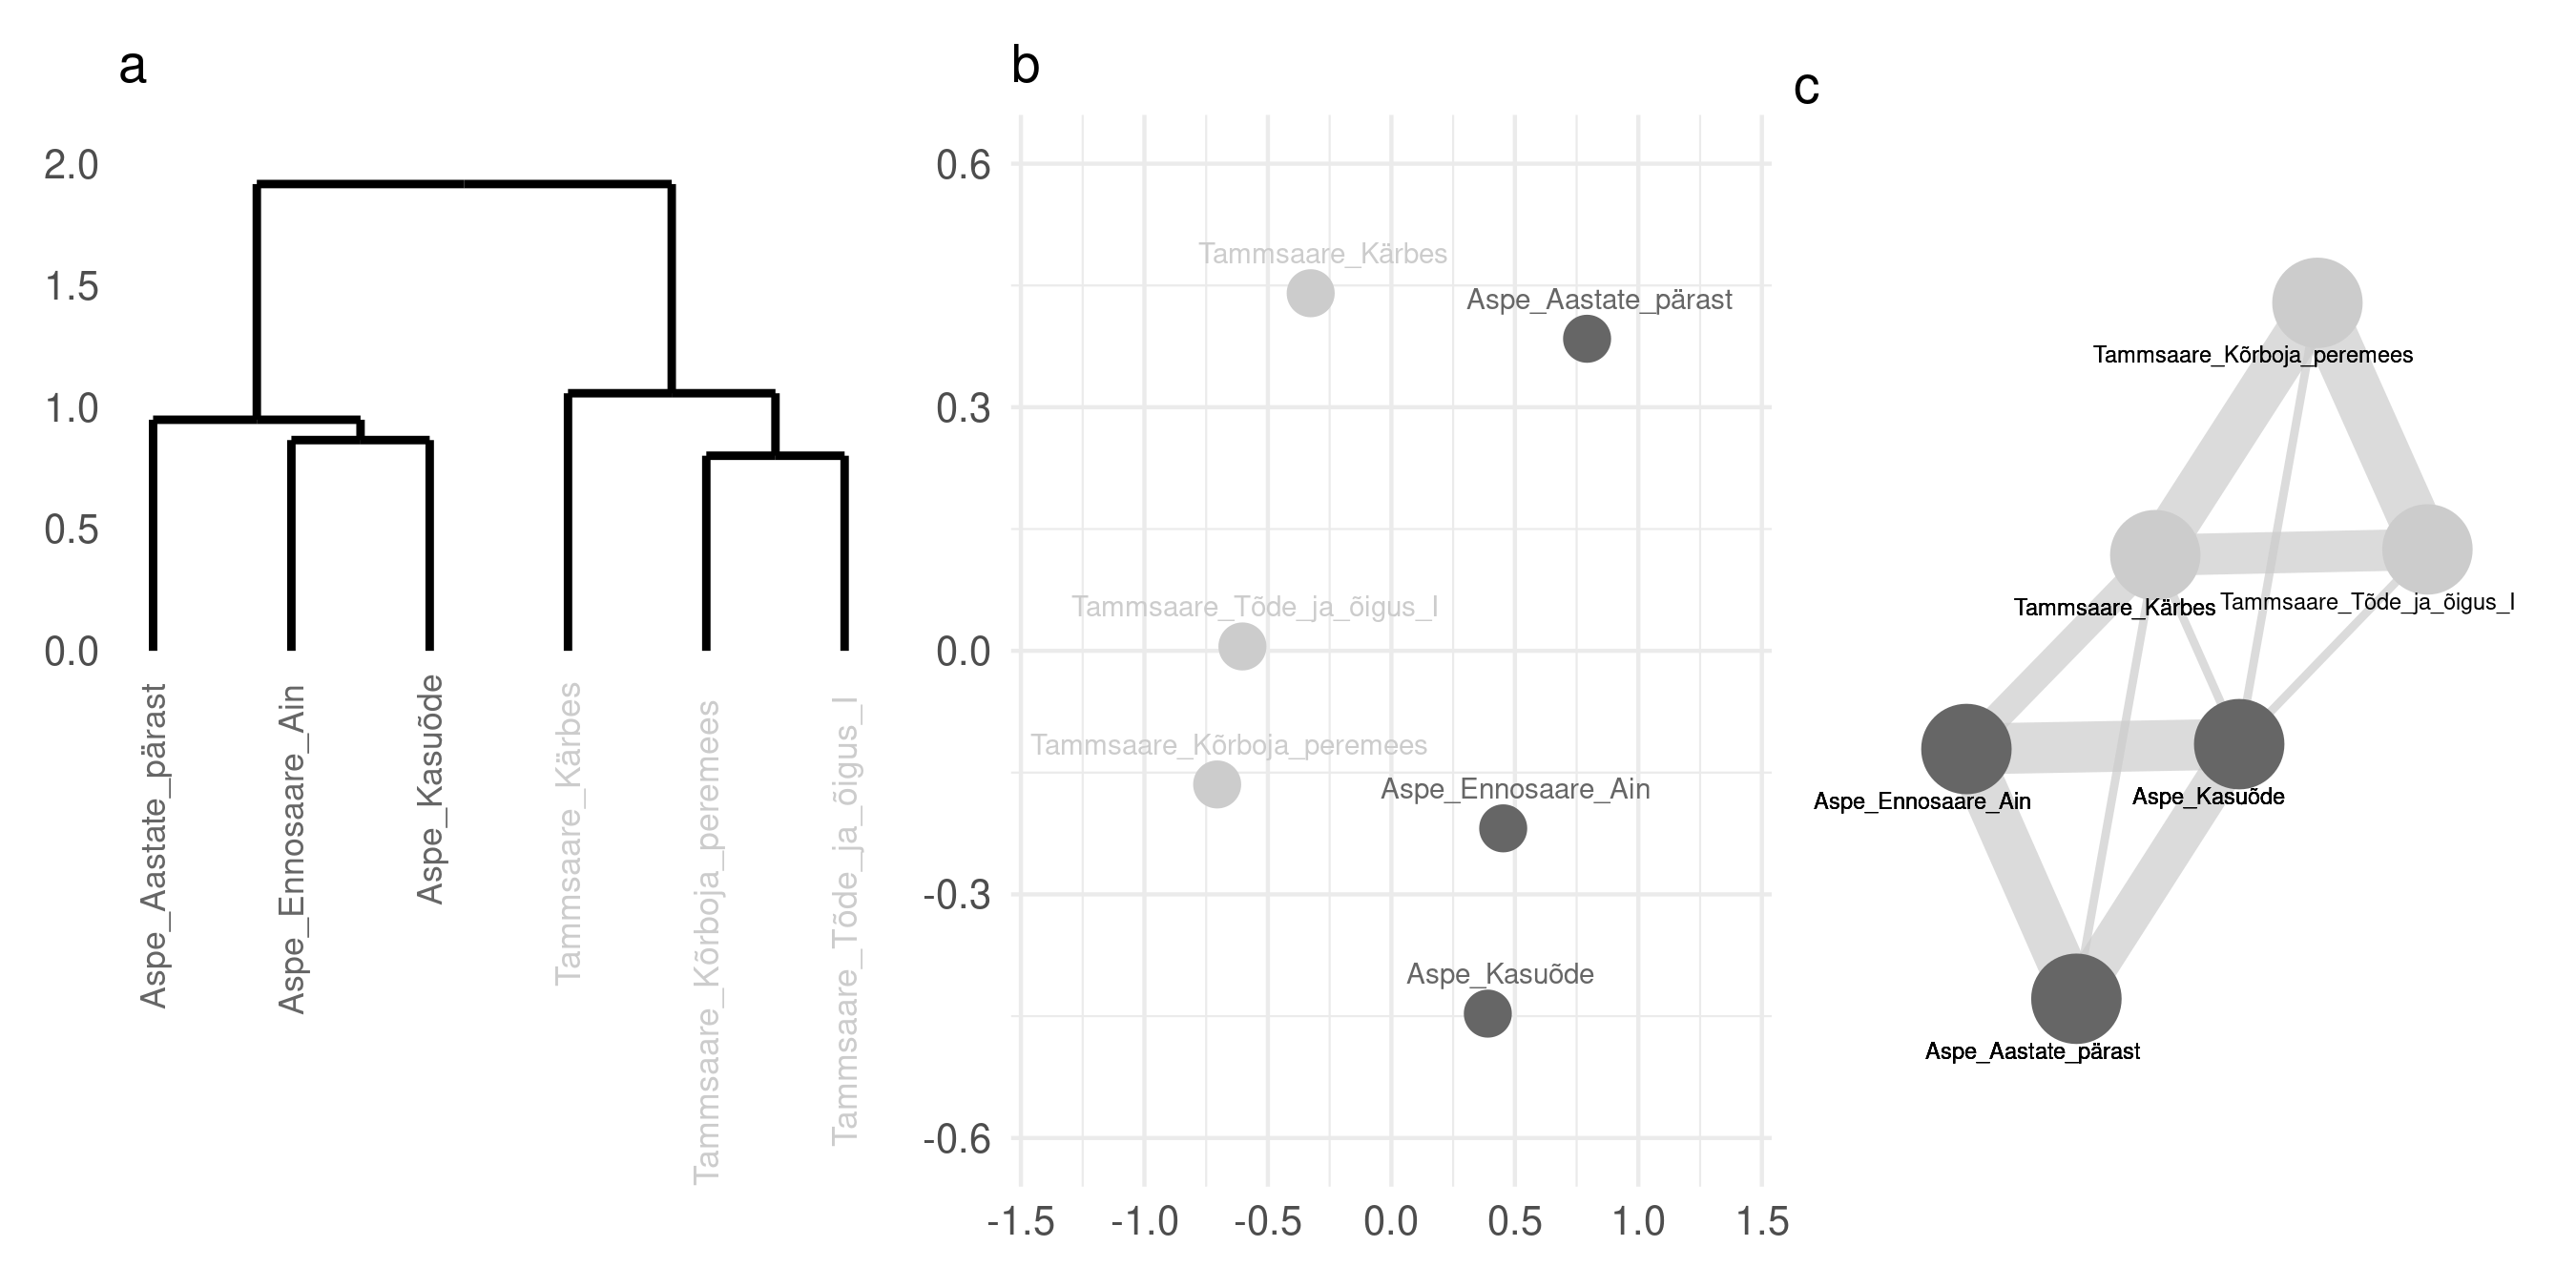 a
2.0
1.5
1.0
0.5
0.0
Aspe_Aastate_pärast
Aspe_Ennosaare_Ain
Aspe_Kasuõde
Tammsaare_Kärbes
Tammsaare_Kõrboja_peremees
Tammsaare_Tõde_ja_õigus_I
b
0.6
0.3
0.0
-0.3
-0.6
Tammsaare_Kärbes
Aspe_Aastate_pärast
Tammsaare_Tõde_ja_õigus_I
Tammsaare_Kõrboja_peremees
Aspe_Ennosaare_Ain
Aspe_Kasuõde
-1.5 -1.0 -0.5 0.0 0.5 1.0 1.5
c
Tammsaare_Kõrboja_peremees
Tammsaare_Kärbes
Tammsaare_Tõde_ja_õigus_I
Aspe_Ennosaare_Ain
Aspe_Kasuõde
Aspe_Aastate_pärast